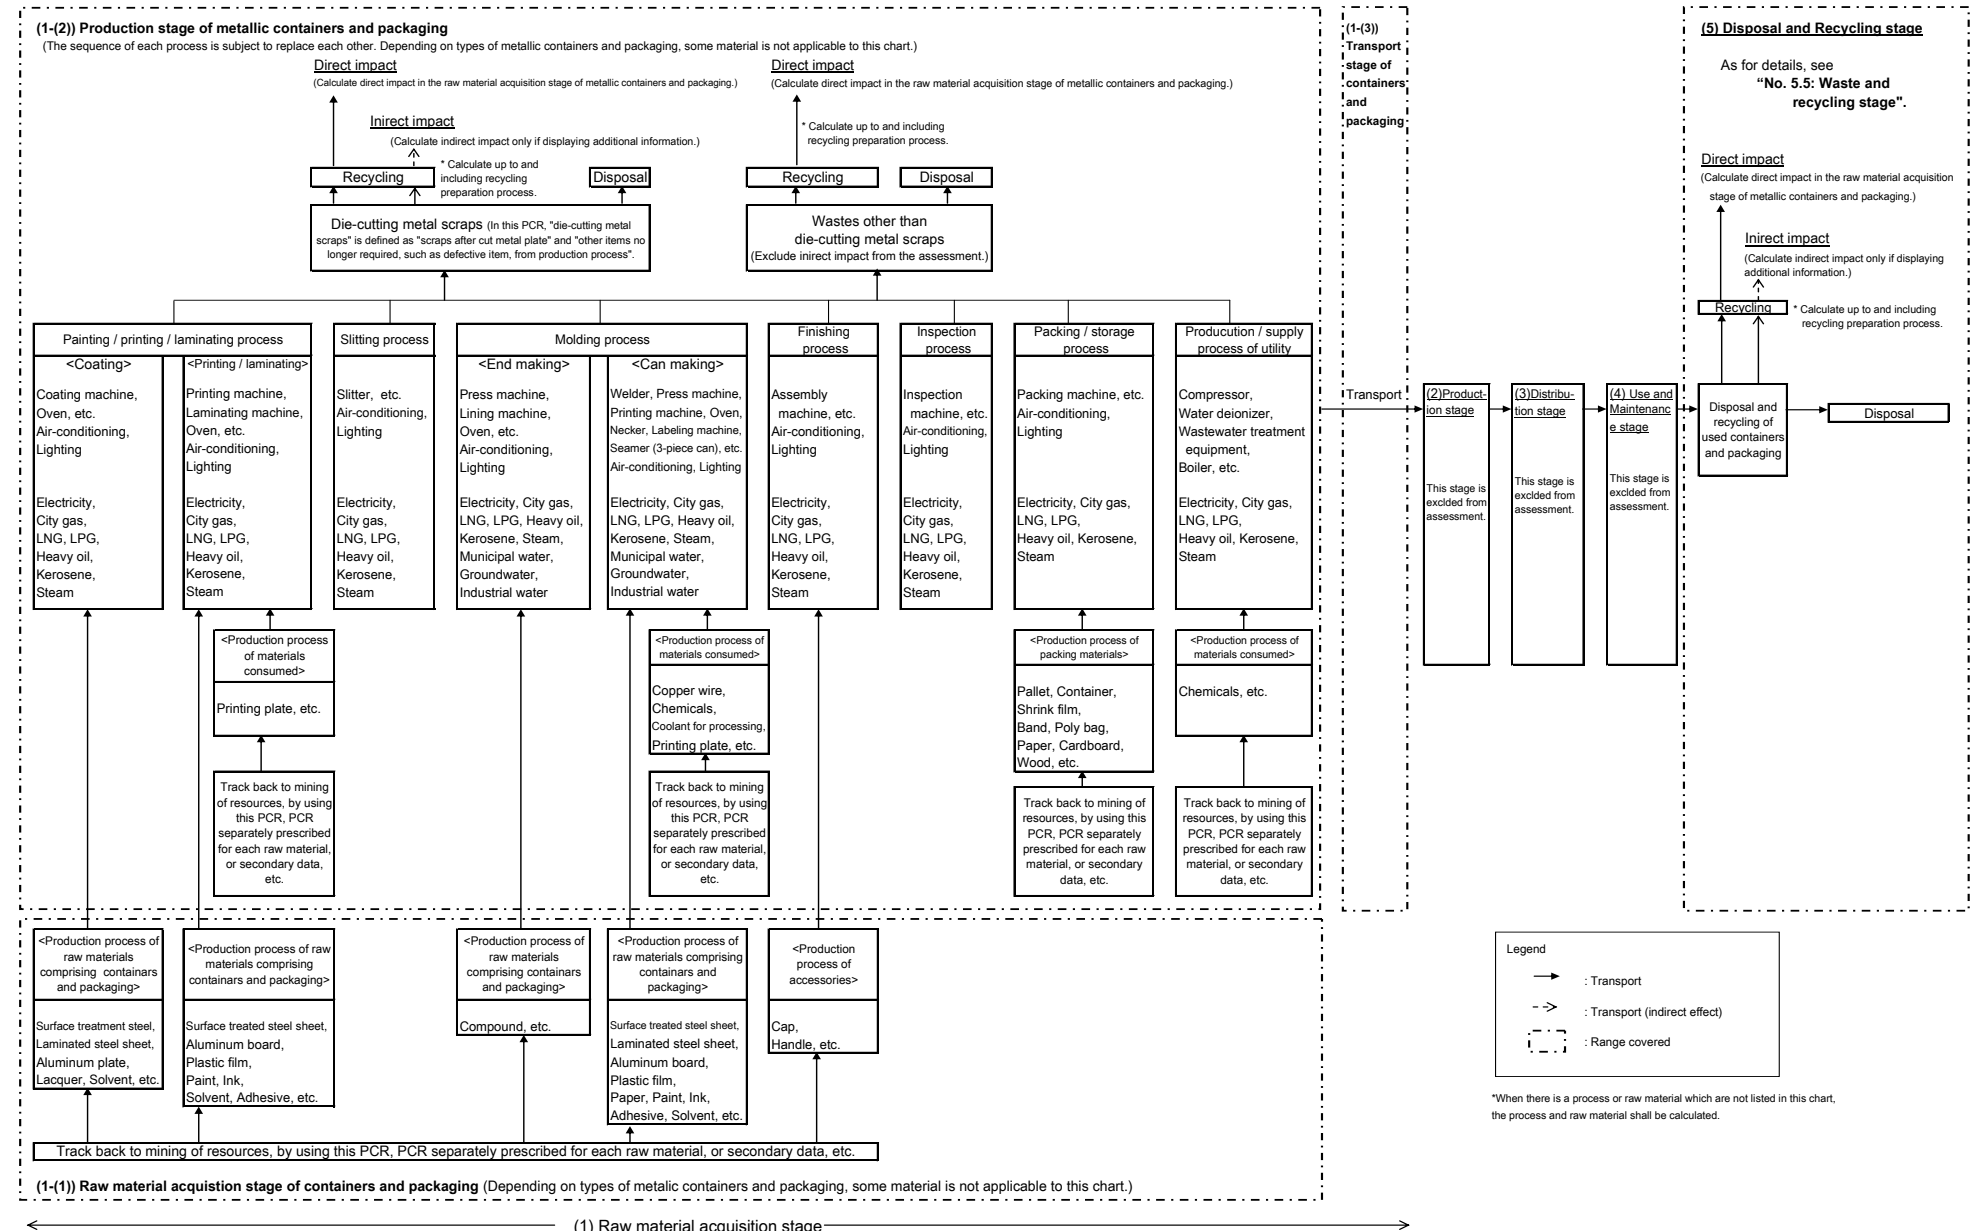 (1-(2)) Production stage of metallic containers and packaging
(The sequence of each process is subject to replace each other. Depending on types of metallic containers and packaging, some material is not applicable to this chart.)
Direct impact
(Calculate direct impact in the raw material acquisition stage of metallic containers and packaging.)
Inirect impact
(Calculate indirect impact only if displaying additional information.)
* Calculate up to and
including recycling
preparation process.
Recycling
Disposal
Die-cutting metal scraps (In this PCR, "die-cutting metal
scraps" is defined as "scraps after cut metal plate" and "other items no
longer required, such as defective item, from production process".
Direct impact
(Calculate direct impact in the raw material acquisition stage of metallic containers and packaging.)
* Calculate up to and including
recycling preparation process.
Recycling
Disposal
Wastes other than
die-cutting metal scraps
(Exclude inirect impact from the assessment.)
Painting / printing / laminating process
<Coating>
Coating machine,
Oven, etc.
Air-conditioning,
Lighting
Electricity,
City gas,
LNG, LPG,
Heavy oil,
Kerosene,
Steam
<Printing / laminating>
Printing machine,
Laminating machine,
Oven, etc.
Air-conditioning,
Lighting
Electricity,
City gas,
LNG, LPG,
Heavy oil,
Kerosene,
Steam
Slitting process
Slitter, etc.
Air-conditioning,
Lighting
Electricity,
City gas,
LNG, LPG,
Heavy oil,
Kerosene,
Steam
Molding process
<End making>
Press machine,
Lining machine,
Oven, etc.
Air-conditioning,
Lighting
Electricity, City gas,
LNG, LPG, Heavy oil,
Kerosene, Steam,
Municipal water,
Groundwater,
Industrial water
<Can making>
Welder, Press machine,
Printing machine, Oven,
Necker, Labeling machine,
Seamer (3-piece can), etc.
Air-conditioning, Lighting
Electricity, City gas,
LNG, LPG, Heavy oil,
Kerosene, Steam,
Municipal water,
Groundwater,
Industrial water
Finishing
process
Assembly
machine, etc.
Air-conditioning,
Lighting
Electricity,
City gas,
LNG, LPG,
Heavy oil,
Kerosene,
Steam
Inspection
process
Inspection
machine, etc.
Air-conditioning,
Lighting
Electricity,
City gas,
LNG, LPG,
Heavy oil,
Kerosene,
Steam
Packing / storage
process
Packing machine, etc.
Air-conditioning,
Lighting
Electricity, City gas,
LNG, LPG,
Heavy oil, Kerosene,
Steam
Producution / supply
process of utility
Compressor,
Water deionizer,
Wastewater treatment
equipment,
Boiler, etc.
Electricity, City gas,
LNG, LPG,
Heavy oil, Kerosene,
Steam
<Production process
of materials
consumed>
Printing plate, etc.
Track back to mining
of resources, by using
this PCR, PCR
separately prescribed
for each raw material,
or secondary data,
etc.
<Production process of
materials consumed>
Copper wire,
Chemicals,
Coolant for processing,
Printing plate, etc.
Track back to mining
of resources, by using
this PCR, PCR
separately prescribed
for each raw material,
or secondary data,
etc.
<Production process of
packing materials>
Pallet, Container,
Shrink film,
Band, Poly bag,
Paper, Cardboard,
Wood, etc.
Track back to mining of
resources, by using this
PCR, PCR separately
prescribed for each raw
material, or secondary
data, etc.
<Production process of
materials consumed>
Chemicals, etc.
Track back to mining of
resources, by using this
PCR, PCR separately
prescribed for each raw
material, or secondary
data, etc.
(1-(3))
Transport
stage of
containers
and
packaging
Transport
(2)Product-
ion stage
This stage is
exclded from
assessment.
(3)Distribu-
tion stage
This stage is
exclded from
assessment.
(4) Use and
Maintenanc
e stage
This stage is
exclded from
assessment.
(5) Disposal and Recycling stage
As for details, see
“No. 5.5: Waste and
recycling stage".
Direct impact
(Calculate direct impact in the raw material acquisition
stage of metallic containers and packaging.)
Inirect impact
(Calculate indirect impact only if displaying
additional information.)
Recycling
* Calculate up to and including
recycling preparation process.
Disposal and
recycling of
used containers
and packaging
Disposal
<Production process of
raw materials
comprising containars
and packaging>
Surface treatment steel,
Laminated steel sheet,
Aluminum plate,
Lacquer, Solvent, etc.
<Production process of raw
materials comprising
containars and packaging>
Surface treated steel sheet,
Aluminum board,
Plastic film,
Paint, Ink,
Solvent, Adhesive, etc.
<Production process of
raw materials
comprising containars
and packaging>
Compound, etc.
<Production process of
raw materials comprising
containars and
packaging>
Surface treated steel sheet,
Laminated steel sheet,
Aluminum board,
Plastic film,
Paper, Paint, Ink,
Adhesive, Solvent, etc.
<Production
process of
accessories>
Cap,
Handle, etc.
Track back to mining of resources, by using this PCR, PCR separately prescribed for each raw material, or secondary data, etc.
(1-(1)) Raw material acquistion stage of containers and packaging (Depending on types of metalic containers and packaging, some material is not applicable to this chart.)
(1) Raw material acquisition stage
Legend
: Transport
: Transport (indirect effect)
: Range covered
*When there is a process or raw material which are not listed in this chart,
the process and raw material shall be calculated.